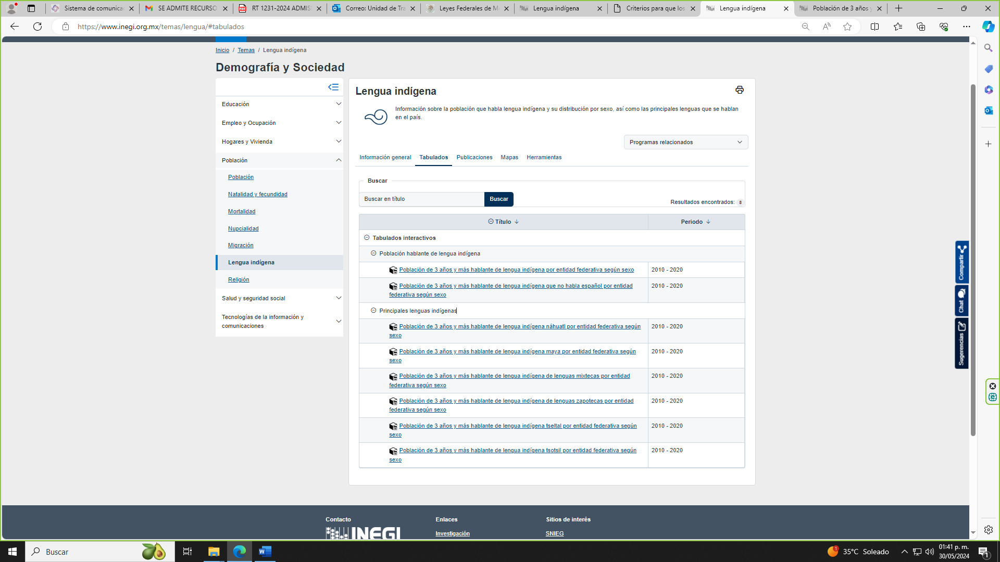 Sistema de comunicac
SE ADMITE RECURSO
RT 1231-2024 ADMIS
Correo: Unidad de Tra
Leyes Federales de M
Lengua indígena
Criterios para que los
Lengua indígena
Población de 3 años y
https://www.inegi.org.mx/temas/lengua/#tabulados
Inicio / Temas / Lengua indígena
Demografía y Sociedad
Educación
Empleo y Ocupación
Hogares y Vivienda
Población
Población
Natalidad y fecundidad
Mortalidad
Nupcialidad
Migración
Lengua indígena
Religión
Salud y seguridad social
Tecnologías de la información y
comunicaciones
Lengua indígena
Información sobre la población que habla lengua indígena y su distribución por sexo, así como las principales lenguas que se hablan
en el país.
Programas relacionados
Información general Tabulados Publicaciones Mapas Herramientas
Buscar
Buscar en título
Buscar
Resultados encontrados: 8
Título Periodo
Tabulados interactivos
Población hablante de lengua indígena
Población de 3 años y más hablante de lengua indígena por entidad federativa según sexo 2010 - 2020
Población de 3 años y más hablante de lengua indígena que no habla español por entidad 2010 - 2020
federativa según sexo
Principales lenguas indígenas
Población de 3 años y más hablante de lengua indígena náhuatl por entidad federativa según 2010 - 2020
sexo
Población de 3 años y más hablante de lengua indígena maya por entidad federativa según 2010 - 2020
sexo
Población de 3 años y más hablante de lengua indígena de lenguas mixtecas por entidad 2010 - 2020
federativa según sexo
Población de 3 años y más hablante de lengua indígena de lenguas zapotecas por entidad 2010 - 2020
federativa según sexo
Población de 3 años y más hablante de lengua indígena tseltal por entidad federativa según 2010 - 2020
sexo
Población de 3 años y más hablante de lengua indígena tsotsil por entidad federativa según 2010 - 2020
sexo
Compartir
Chat
Sugerencias
Contacto Enlaces Sitios de interés
INEGI Investigación SNIEG
Buscar
35°C Soleado
01:41 p. m.
30/05/2024